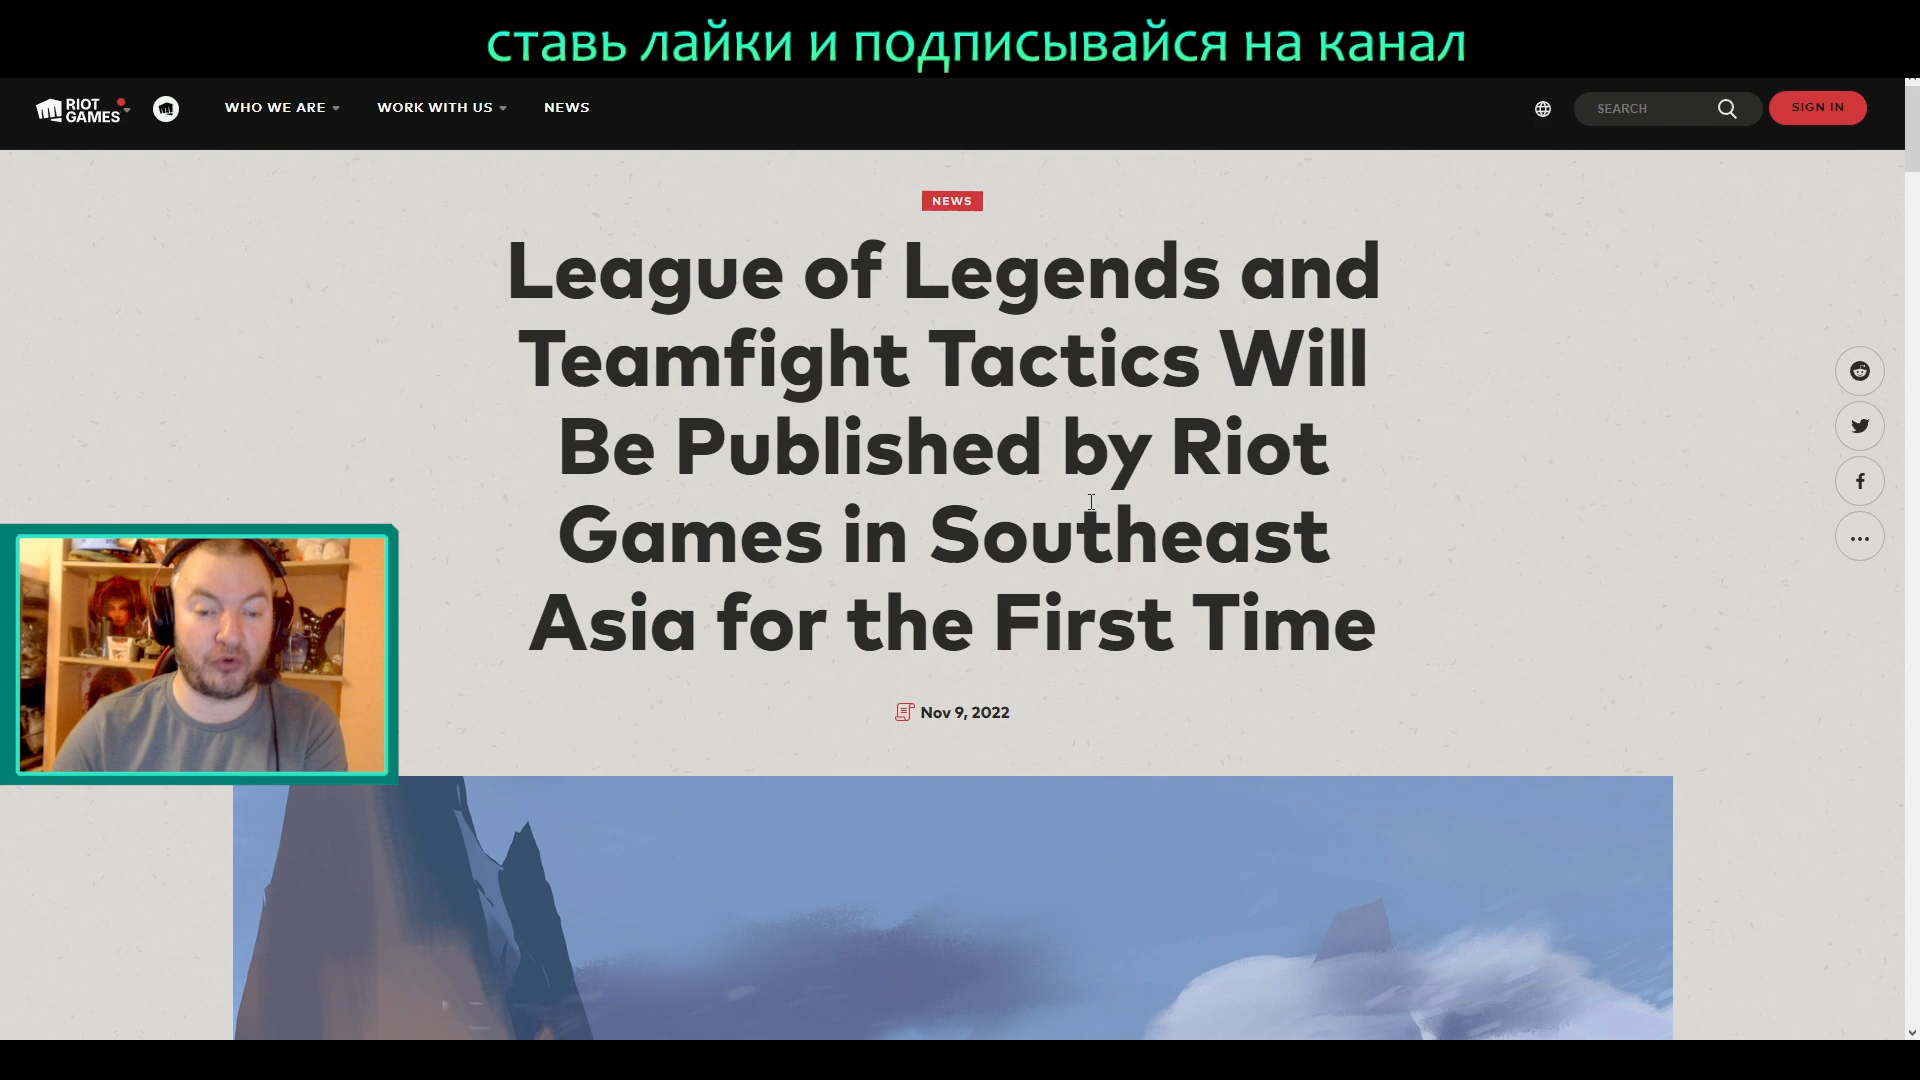 ставь лайки и подписывайся на канал
RIOT GAMES
WHO WE ARE
WORK WITH US
NEWS
SEARCH
SIGN IN
NEWS
League of Legends and
Teamfight Tactics Will
Be Published by Riot
Games in Southeast
Asia for the First Time
Nov 9, 2022